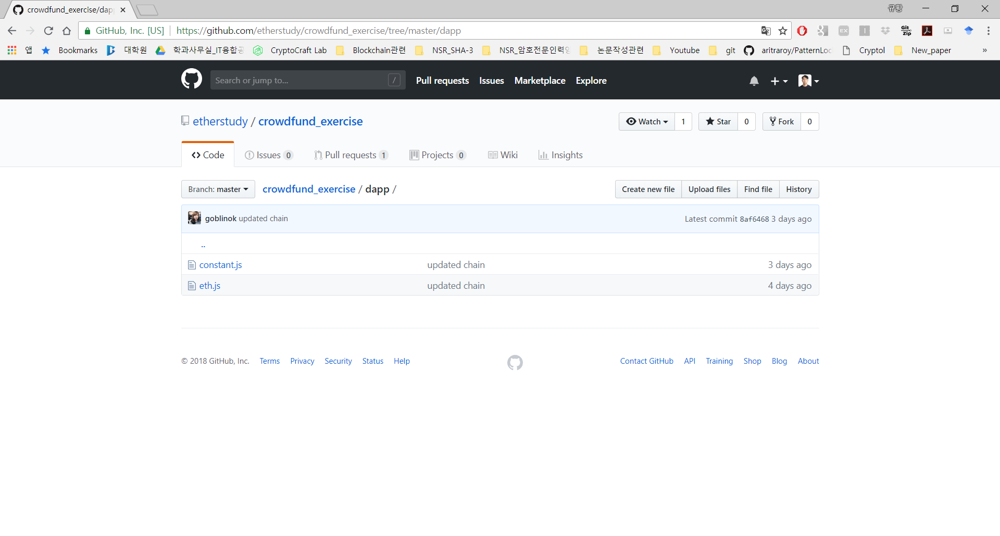 crowdfund_exercise/dap
규황
GitHub, Inc. [US] https://github.com/etherstudy/crowdfund_exercise/tree/master/dapp
앱 Bookmarks 대학원 학과사무실_IT융합공 CryptoCraft Lab Blockchain관련 NSR_SHA-3 NSR_암호전문인력양 논문작성관련 Youtube git aritraroy/PatternLoc Cryptol New_paper »
Search or jump to... / Pull requests Issues Marketplace Explore
etherstudy / crowdfund_exercise Watch 1 Star 0 Fork 0
Code Issues 0 Pull requests 1 Projects 0 Wiki Insights
Branch: master crowdfund_exercise / dapp / Create new file Upload files Find file History
goblinok updated chain Latest commit 8af6468 3 days ago
..
constant.js updated chain 3 days ago
eth.js updated chain 4 days ago
© 2018 GitHub, Inc. Terms Privacy Security Status Help Contact GitHub API Training Shop Blog About